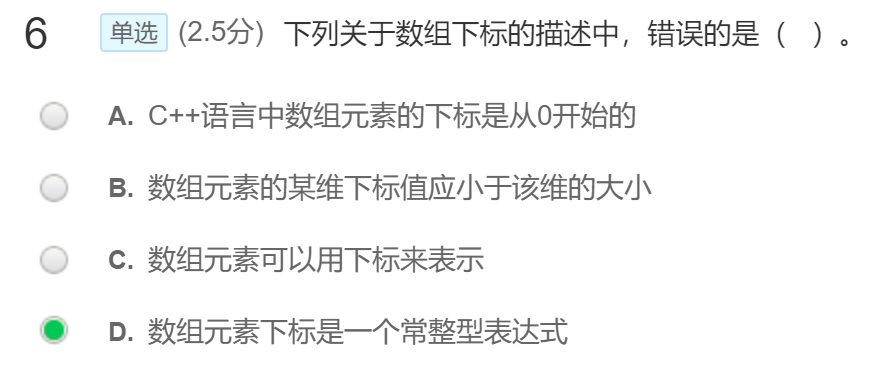 6 单选 (2.5分) 下列关于数组下标的描述中，错误的是（ ）。
A. C++语言中数组元素的下标是从0开始的
B. 数组元素的某维下标值应小于该维的大小
C. 数组元素可以用下标来表示
D. 数组元素下标是一个常整型表达式